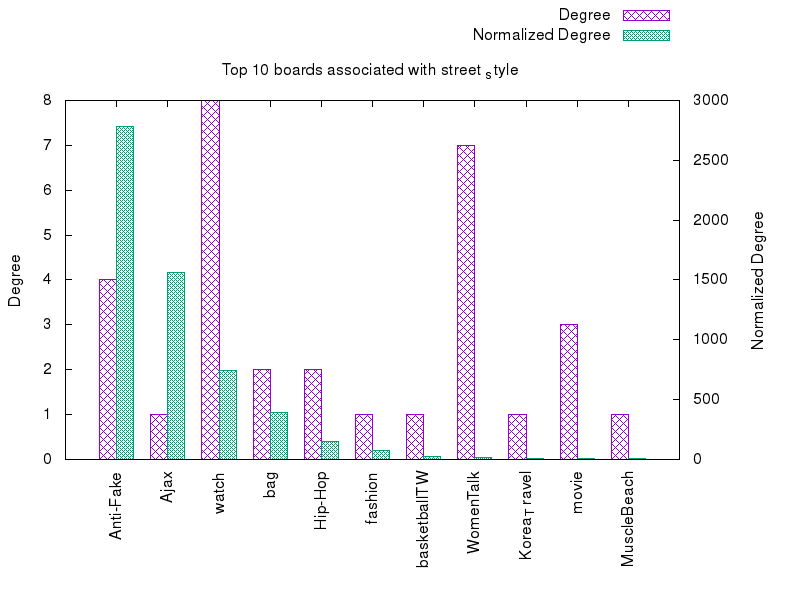 Degree
Normalized Degree
Top 10 boards associated with street style
8
7
6
5
4
3
2
1
0
3000
2500
2000
1500
1000
500
0
Degree
Normalized Degree
Anti-Fake
Ajax
watch
bag
Hip-Hop
fashion
basketballTW
WomenTalk
KoreaTravel
movie
MuscleBeach